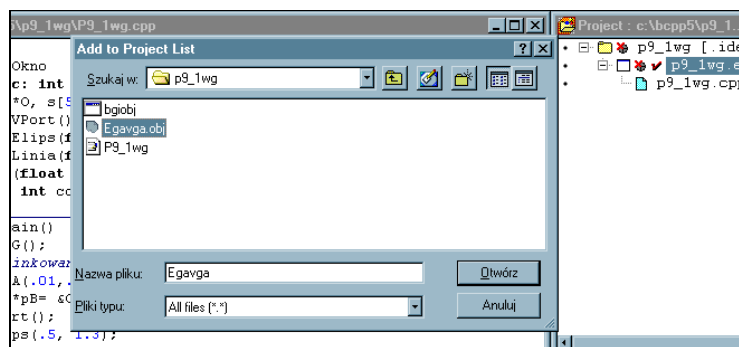 5\p9_1wg\P9_1wg.cpp
Project : c:\bcpp5\p9_1...
Add to Project List
p9_1wg [.ide
Szukaj w: p9_1wg
p9_1wg.e
p9_1wg.cpp
Okno
c: int
*O, s[5
VPort()
Elips(f
Linia(f
(float
int co
bgiobj
Egavga.obj
P9_1wg
ain()
G();
inkowan
A(.01,.
*pB= &O
rt();
ps(.5, 1.3);
Nazwa pliku: Egavga
Otwórz
Pliki typu: All files (*.*)
Anuluj